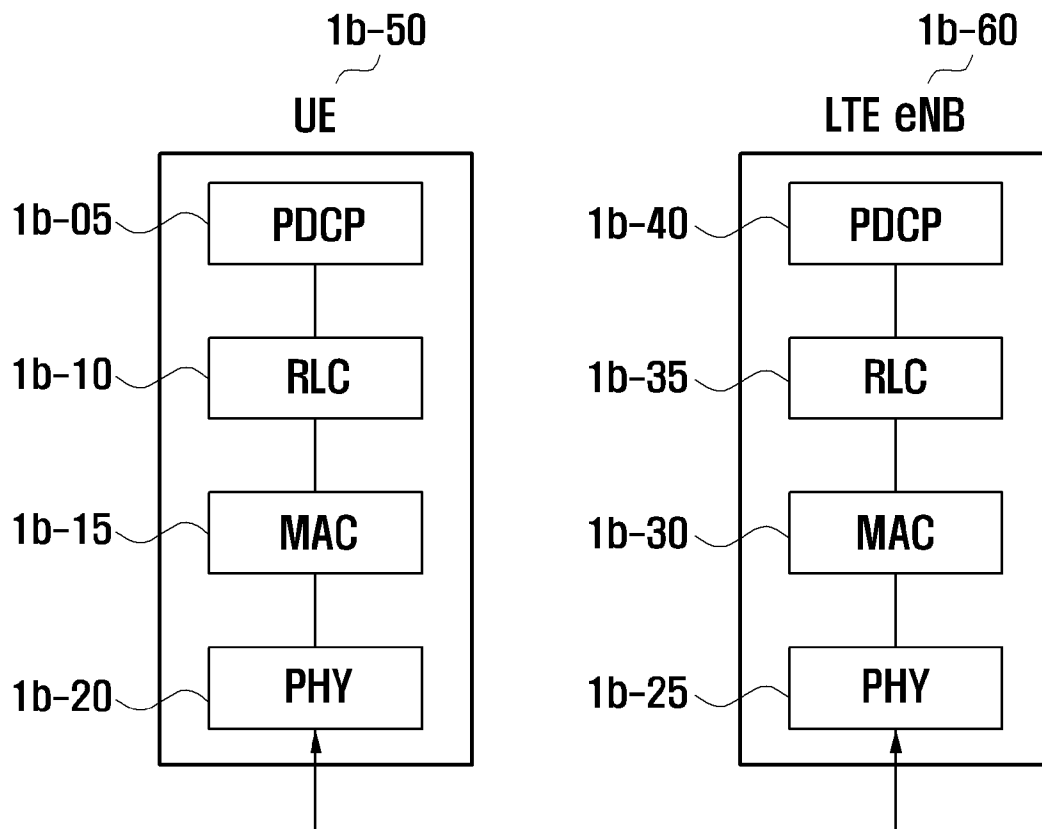 1b-50 1b-60
UE LTE eNB
1b-05 PDCP 1b-40 PDCP
1b-10 RLC 1b-35 RLC
1b-15 MAC 1b-30 MAC
1b-20 PHY 1b-25 PHY